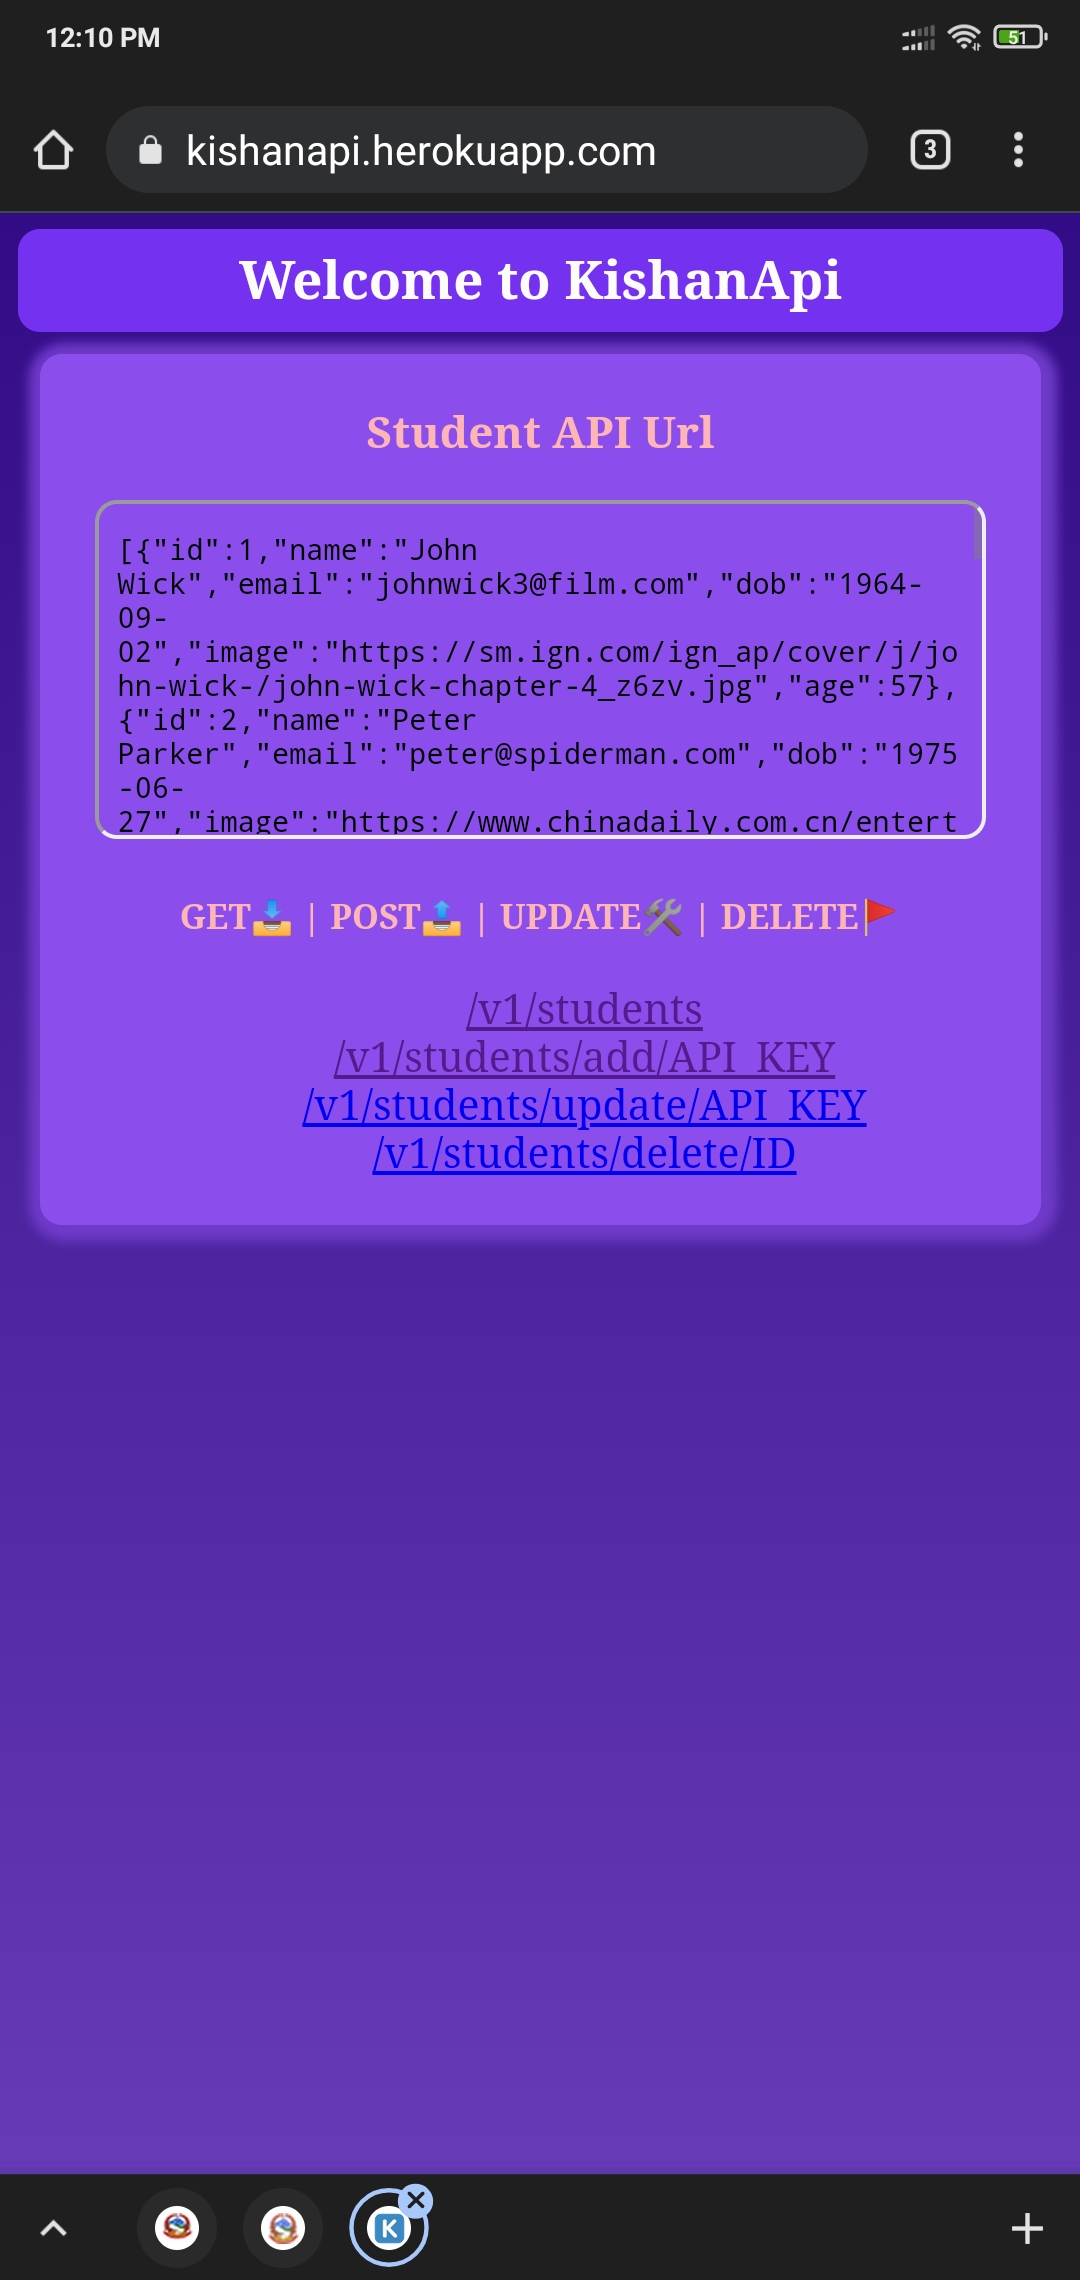 12:10 PM
51
kishanapi.herokuapp.com
3
Welcome to KishanApi
Student API Url
[{"id":1,"name":"John
Wick","email":"johnwick3@film.com","dob":"1964-
09-
02","image":"https://sm.ign.com/ign_ap/cover/j/jo
hn-wick-/john-wick-chapter-4_z6zv.jpg","age":57},
{"id":2,"name":"Peter
Parker","email":"peter@spiderman.com","dob":"1975
-06-
27","image":"https://www.chinadaily.com.cn/entert
GET📥 | POST📤 | UPDATE🛠 | DELETE🚩
/v1/students
/v1/students/add/API_KEY
/v1/students/update/API_KEY
/v1/students/delete/ID
K